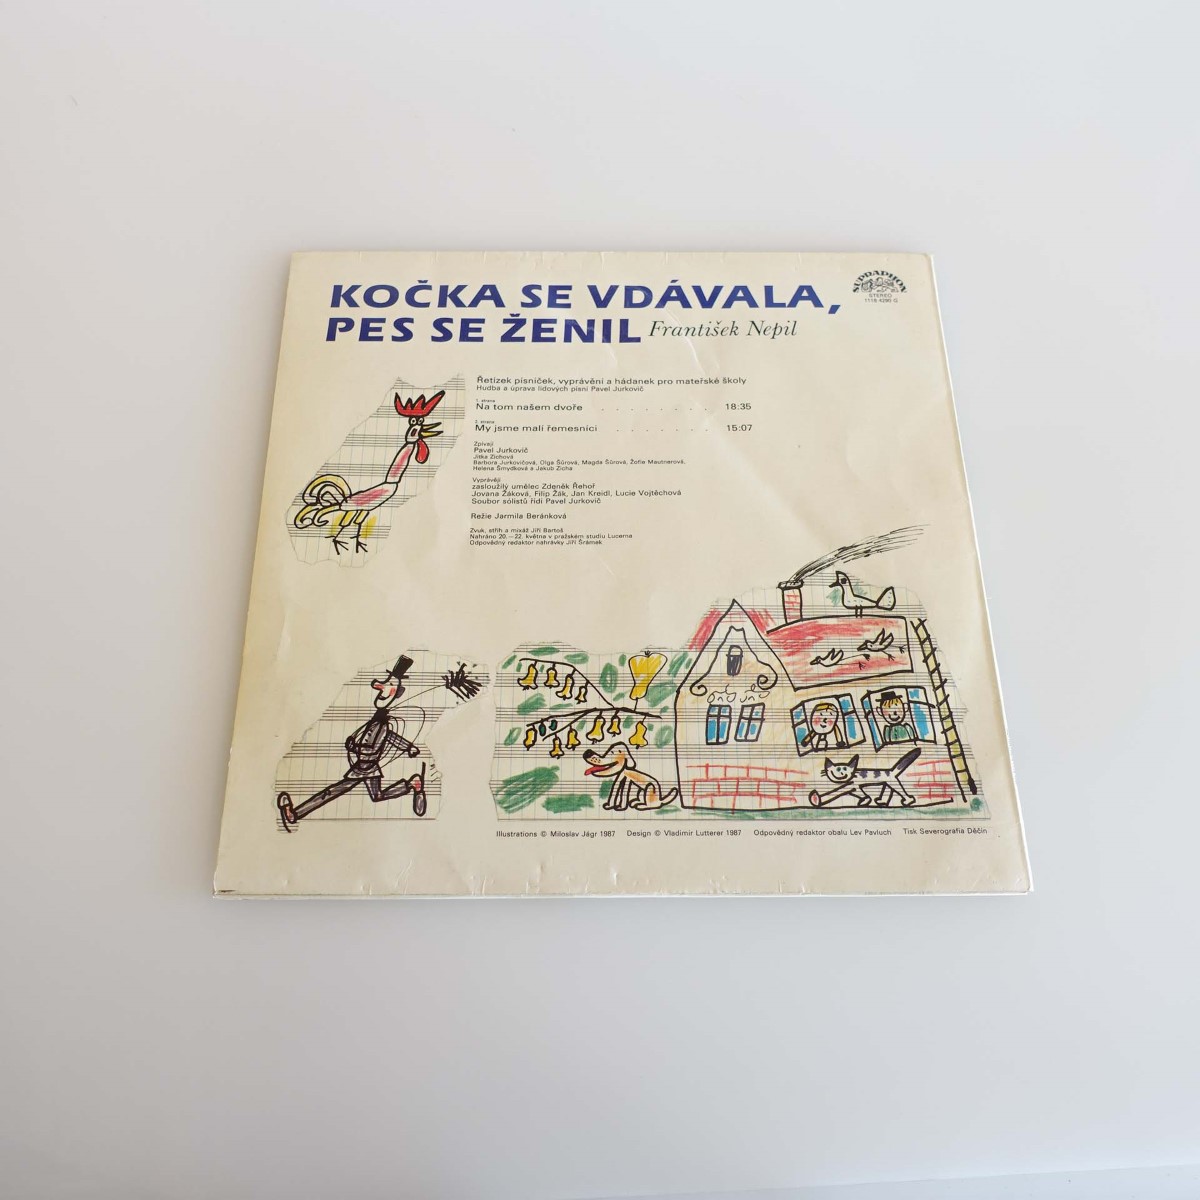 KOČKA SE VDÁVALA,
PES SE ŽENIL František Nepil
SUPRAPHON
STEREO
1118 4290 G
Řetízek písniček, vyprávění a hádanek pro mateřské školy
Hudba a úprava lidových písní Pavel Jurkovič
1. strana
Na tom našem dvoře . . . . . . . . . 18:35
2. strana
My jsme malí řemeslníci . . . . . . . . 15:07
Zpívají
Pavel Jurkovič
Jitka Zichová
Barbora Jurkovičová, Olga Šůrová, Magda Šůrová, Žofie Mautnerová,
Helena Šmydková a Jakub Zicha
Vyprávějí
zasloužilý umělec Zdeněk Řehoř
Jovana Žáková, Filip Žák, Jan Kreidl, Lucie Vojtěchová
Soubor sólistů řídí Pavel Jurkovič
Režie Jarmila Beránková
Zvuk, střih a mixáž Jiří Bartoš
Nahráno 20.—22. května v pražském studiu Lucerna
Odpovědný redaktor nahrávky Jiří Šrámek
Illustrations © Miloslav Jágr 1987 Design © Vladimir Lutterer 1987 Odpovědný redaktor obalu Lev Pavluch Tisk Severografia Děčín